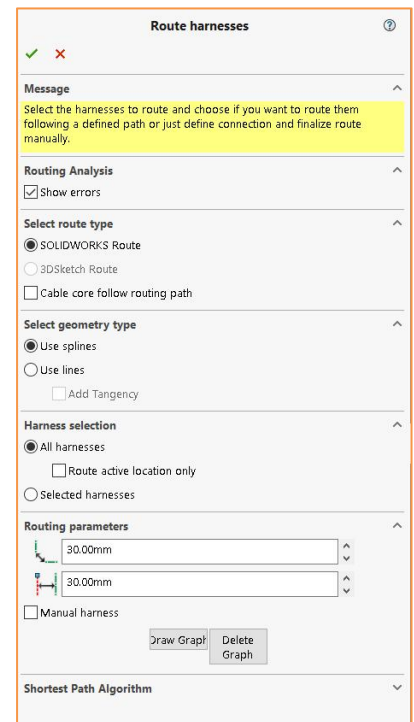 Route harnesses
Message
Select the harnesses to route and choose if you want to route them
following a defined path or just define connection and finalize route
manually.
Routing Analysis
Show errors
Select route type
SOLIDWORKS Route
3DSketch Route
Cable core follow routing path
Select geometry type
Use splines
Use lines
Add Tangency
Harness selection
All harnesses
Route active location only
Selected harnesses
Routing parameters
30.00mm
30.00mm
Manual harness
Draw Graph
Delete
Graph
Shortest Path Algorithm